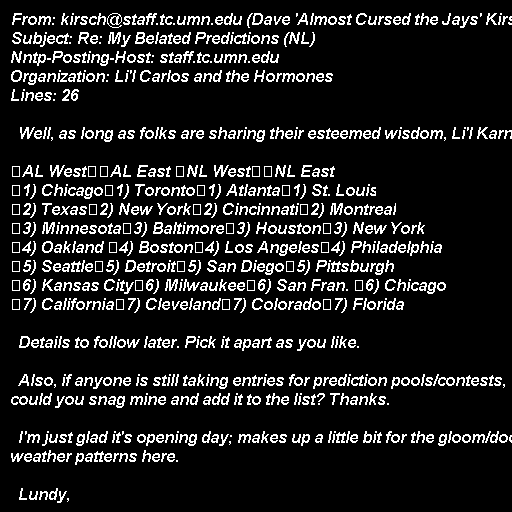 From: kirsch@staff.tc.umn.edu (Dave 'Almost Cursed the Jays'
Subject: Re: My Belated Predictions (NL)
Nntp-Posting-Host: staff.tc.umn.edu
Organization: Li'l Carlos and the Hormones
Lines: 26
Well, as long as folks are sharing their esteemed wisdom, Li'l
▯AL West▯▯AL East ▯NL West▯▯NL East
▯1) Chicago▯1) Toronto▯1) Atlanta▯1) St. Louis
▯2) Texas▯2) New York▯2) Cincinnati▯2) Montreal
▯3) Minnesota▯3) Baltimore▯3) Houston▯3) New York
▯4) Oakland ▯4) Boston▯4) Los Angeles▯4) Philadelphia
▯5) Seattle▯5) Detroit▯5) San Diego▯5) Pittsburgh
▯6) Kansas City▯6) Milwaukee▯6) San Fran. ▯6) Chicago
▯7) California▯7) Cleveland▯7) Colorado▯7) Florida
Details to follow later. Pick it apart as you like.
Also, if anyone is still taking entries for prediction pools/contests,
could you snag mine and add it to the list? Thanks.
I'm just glad it's opening day; makes up a little bit for the
weather patterns here.
Lundy,